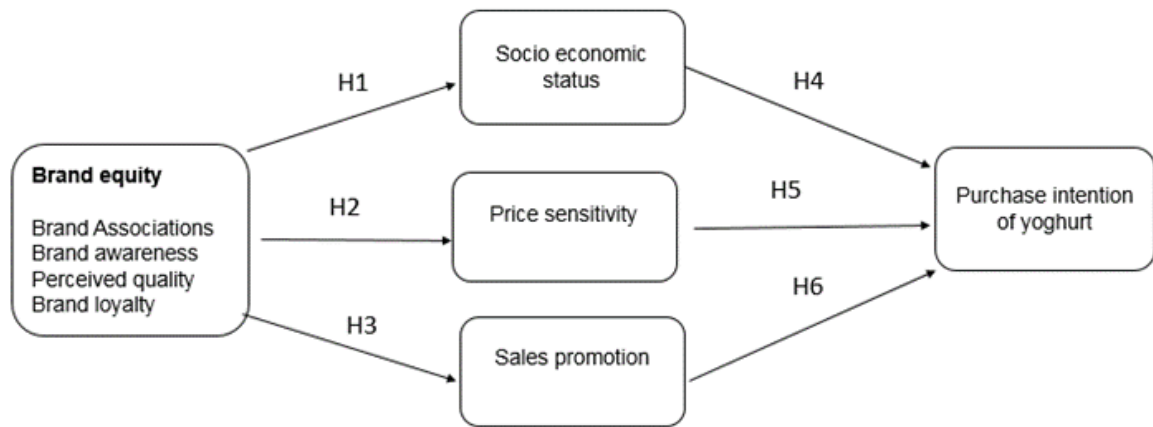 Socio economic
status
H1
H4
Brand equity
Brand Associations
Brand awareness
Perceived quality
Brand loyalty
H2
Price sensitivity
H5
Purchase intention
of yoghurt
H3
Sales promotion
H6